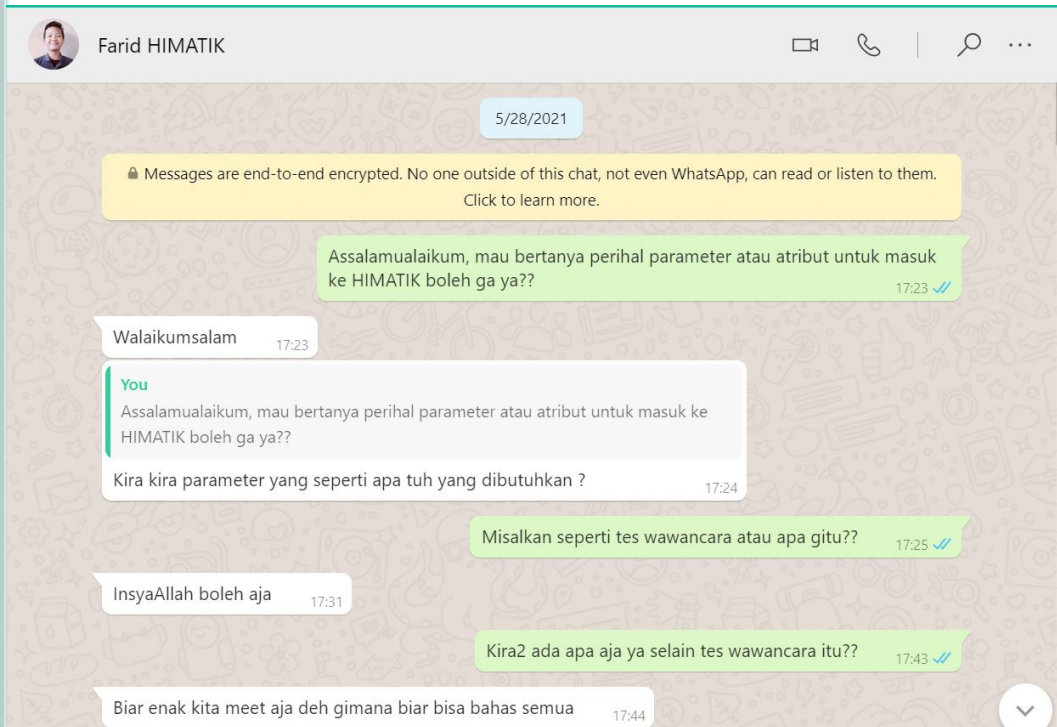 Farid HIMATIK
5/28/2021
Messages are end-to-end encrypted. No one outside of this chat, not even WhatsApp, can read or listen to them.
Click to learn more.
Assalamualaikum, mau bertanya perihal parameter atau atribut untuk masuk
ke HIMATIK boleh ga ya??
17:23
Walaikumsalam
17:23
You
Assalamualaikum, mau bertanya perihal parameter atau atribut untuk masuk ke
HIMATIK boleh ga ya??
Kira kira parameter yang seperti apa tuh yang dibutuhkan ?
17:24
Misalkan seperti tes wawancara atau apa gitu??
17:25
InsyaAllah boleh aja
17:31
Kira2 ada apa aja ya selain tes wawancara itu??
17:43
Biar enak kita meet aja deh gimana biar bisa bahas semua
17:44